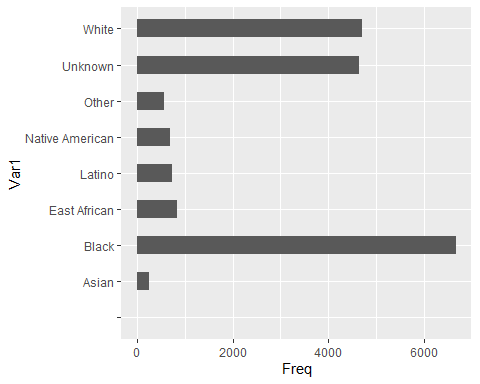 White
Unknown
Other
Native American
Latino
East African
Black
Asian
Var1
0 2000 4000 6000
Freq